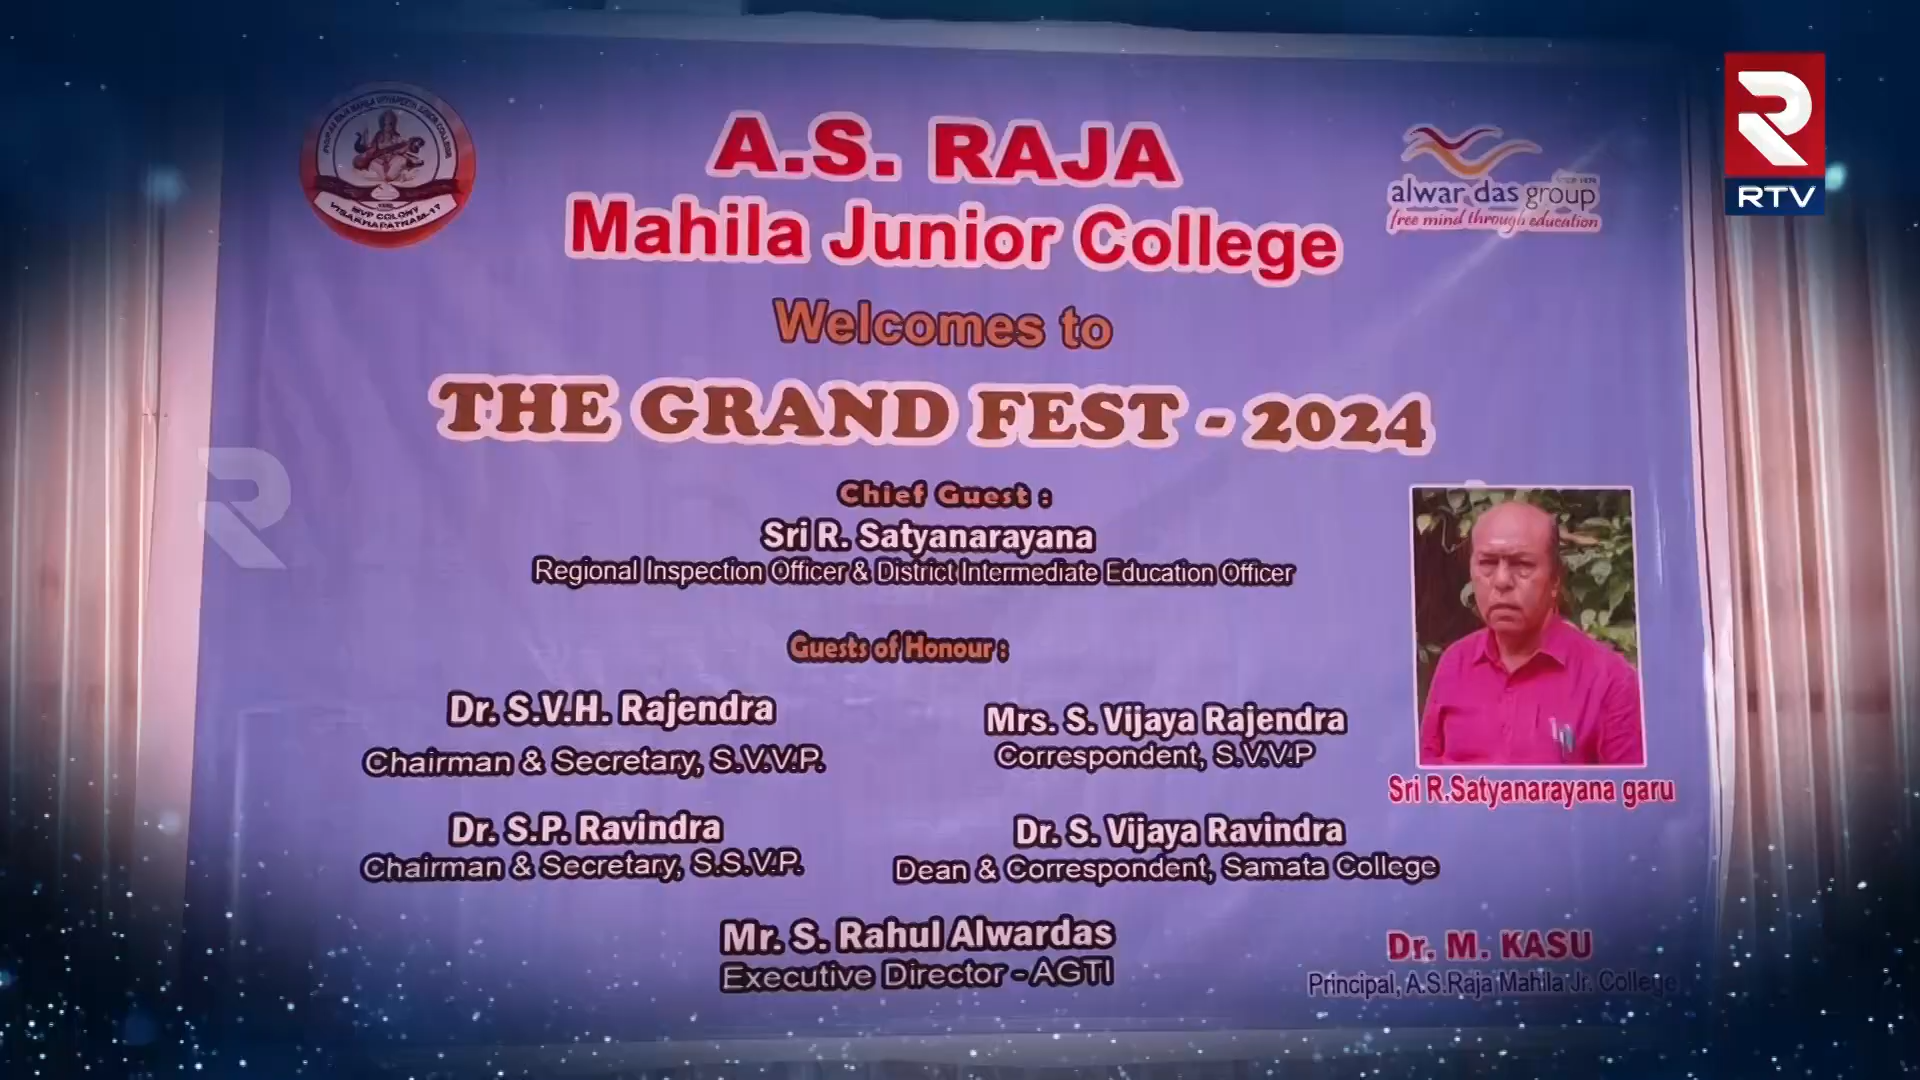 A.S. RAJA
Mahila Junior College
MVP COLONY
VISAKHAPATNAM-17
alwar das group
free mind through education
RTV
Welcomes to
THE GRAND FEST - 2024
Chief Guest :
Sri R. Satyanarayana
Regional Inspection Officer & District Intermediate Education Officer
Guests of Honour :
Dr. S.V.H. Rajendra
Chairman & Secretary, S.V.V.P.
Mrs. S. Vijaya Rajendra
Correspondent, S.V.V.P
Sri R.Satyanarayana garu
Dr. S.P. Ravindra
Chairman & Secretary, S.S.V.P.
Dr. S. Vijaya Ravindra
Dean & Correspondent, Samata College
Mr. S. Rahul Alwardas
Executive Director - AGTI
Dr. M. KASU
Principal, A.S.Raja Mahila Jr. College